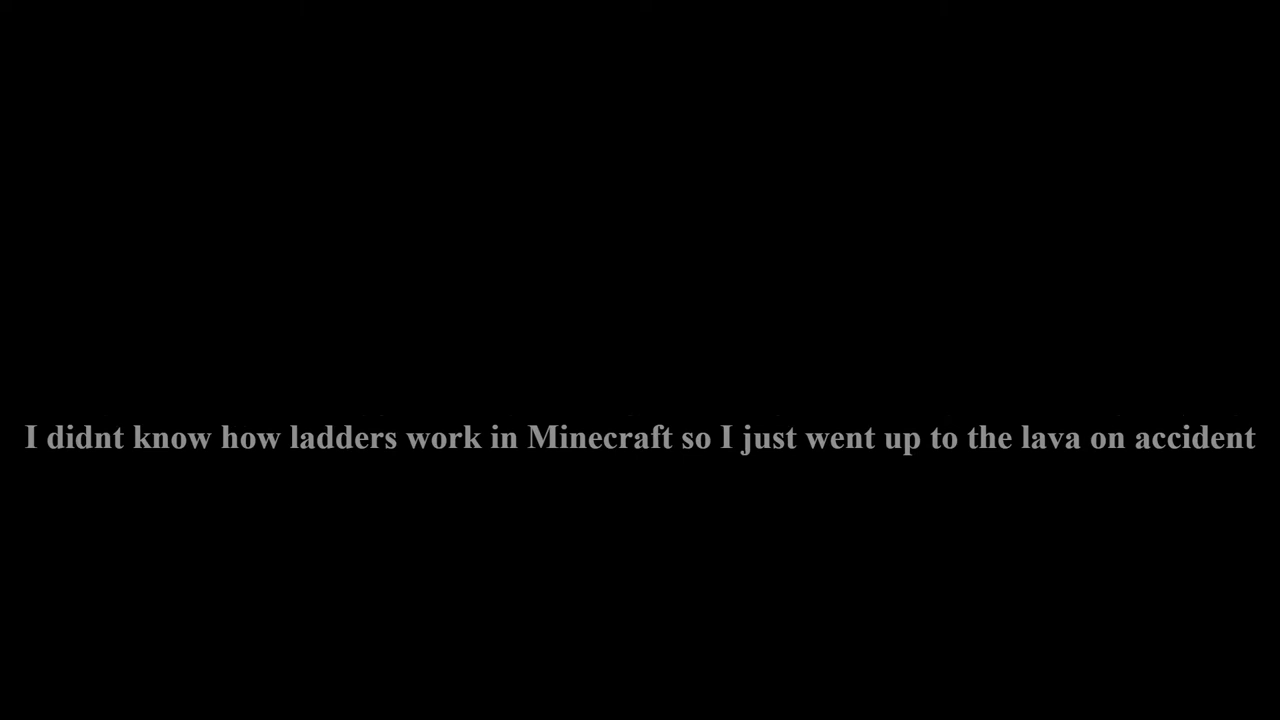 I didnt know how ladders work in Minecraft so I just went up to the lava on accident